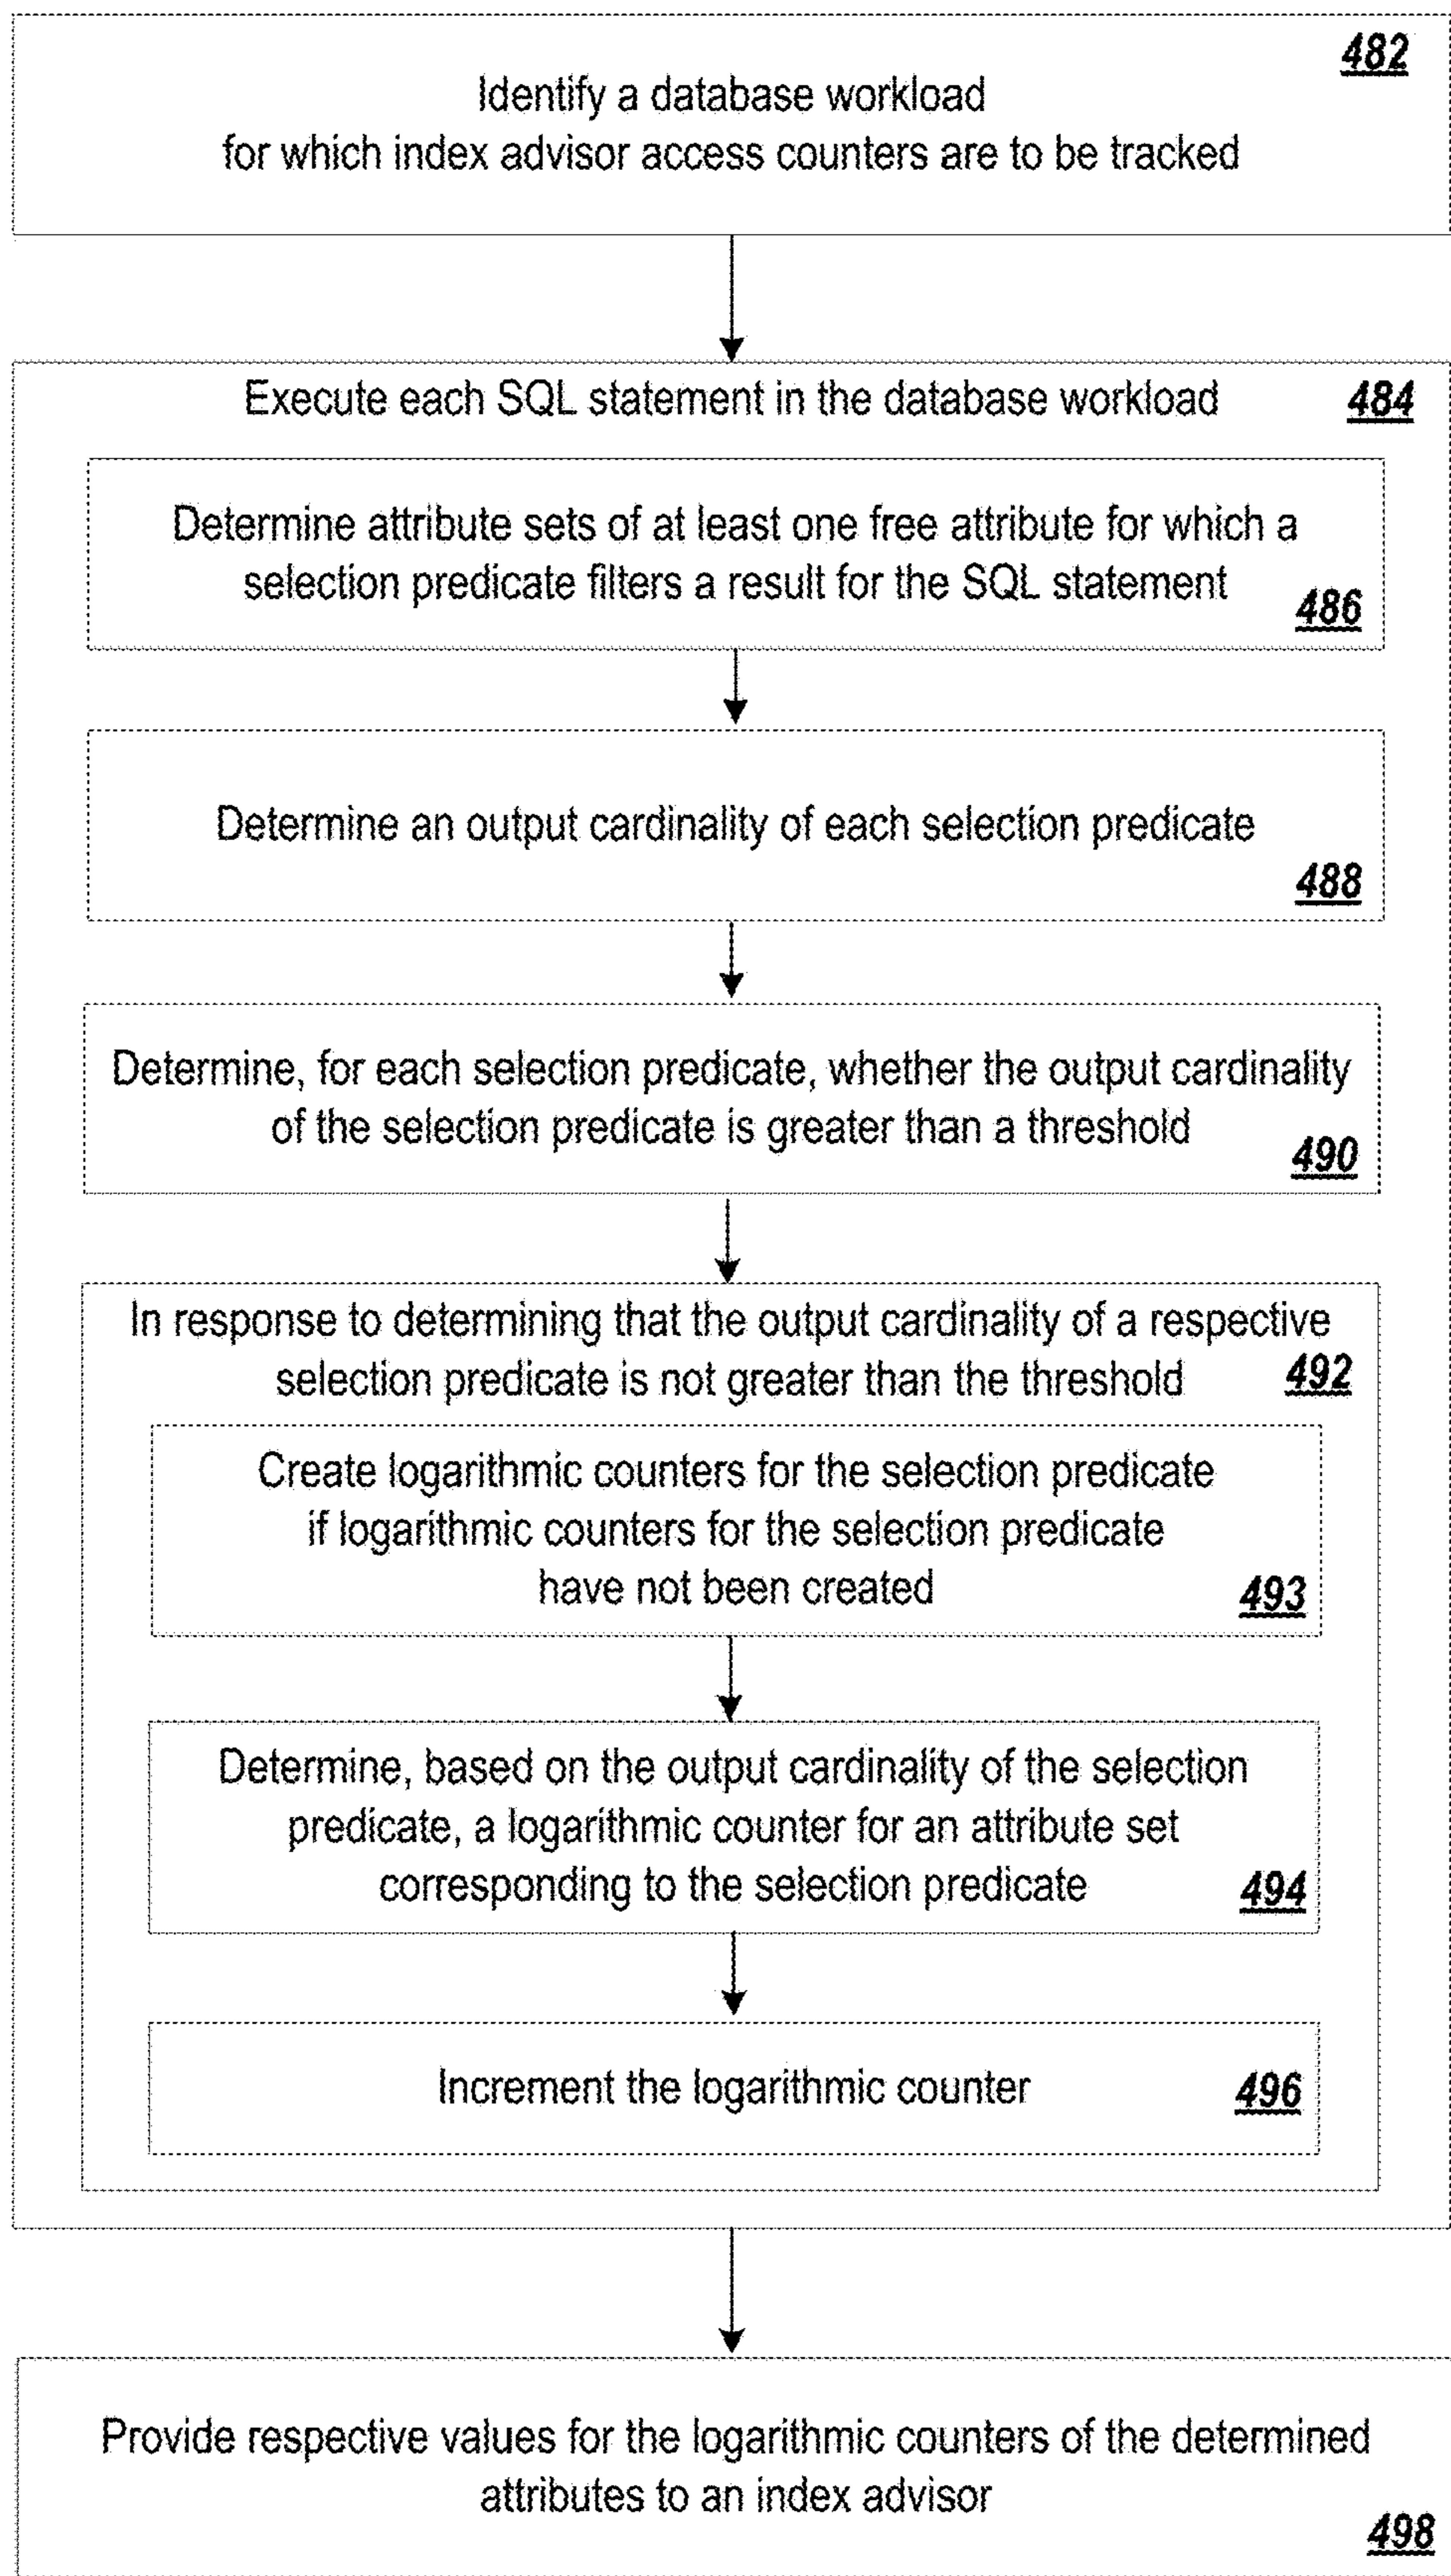 482
Identify a database workload
for which index advisor access counters are to be tracked
Execute each SQL statement in the database workload 484
Determine attribute sets of at least one free attribute for which a
selection predicate filters a result for the SQL statement
486
Determine an output cardinality of each selection predicate
488
Determine, for each selection predicate, whether the output cardinality
of the selection predicate is greater than a threshold
490
In response to determining that the output cardinality of a respective
selection predicate is not greater than the threshold 492
Create logarithmic counters for the selection predicate
if logarithmic counters for the selection predicate
have not been created 493
Determine, based on the output cardinality of the selection
predicate, a logarithmic counter for an attribute set
corresponding to the selection predicate 494
Increment the logarithmic counter 496
Provide respective values for the logarithmic counters of the determined
attributes to an index advisor
498